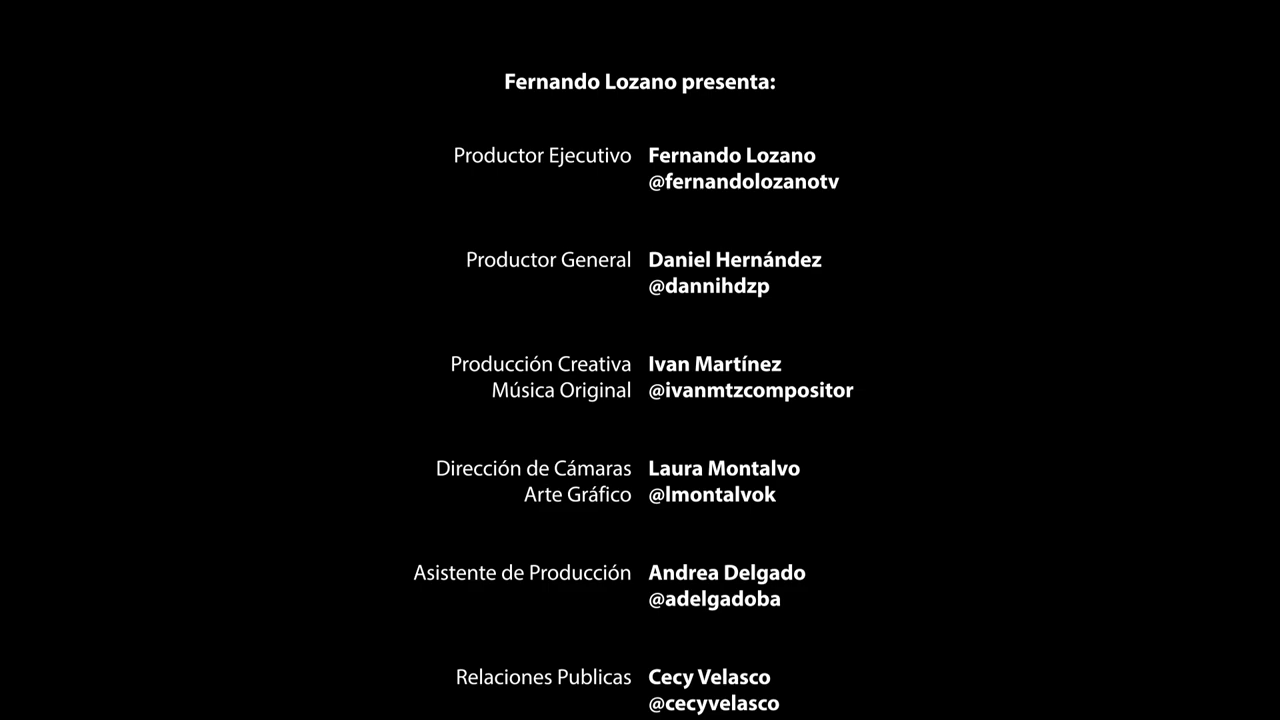 Fernando Lozano presenta:
Productor Ejecutivo Fernando Lozano
@fernandolozanotv
Productor General Daniel Hernández
@dannihdzp
Producción Creativa Ivan Martínez
Música Original @ivanmtzcompositor
Dirección de Cámaras Laura Montalvo
Arte Gráfico @lmontalvok
Asistente de Producción Andrea Delgado
@adelgadoba
Relaciones Publicas Cecy Velasco
@cecyvelasco